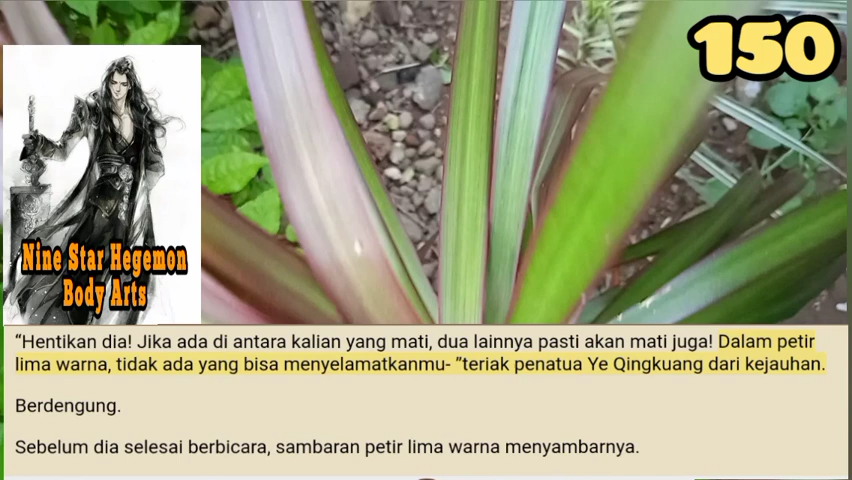 150
Nine Star Hegemon
Body Arts
“Hentikan dia! Jika ada di antara kalian yang mati, dua lainnya pasti akan mati juga! Dalam petir
lima warna, tidak ada yang bisa menyelamatkanmu- ”teriak penatua Ye Qingkuang dari kejauhan.
Berdengung.
Sebelum dia selesai berbicara, sambaran petir lima warna menyambarnya.